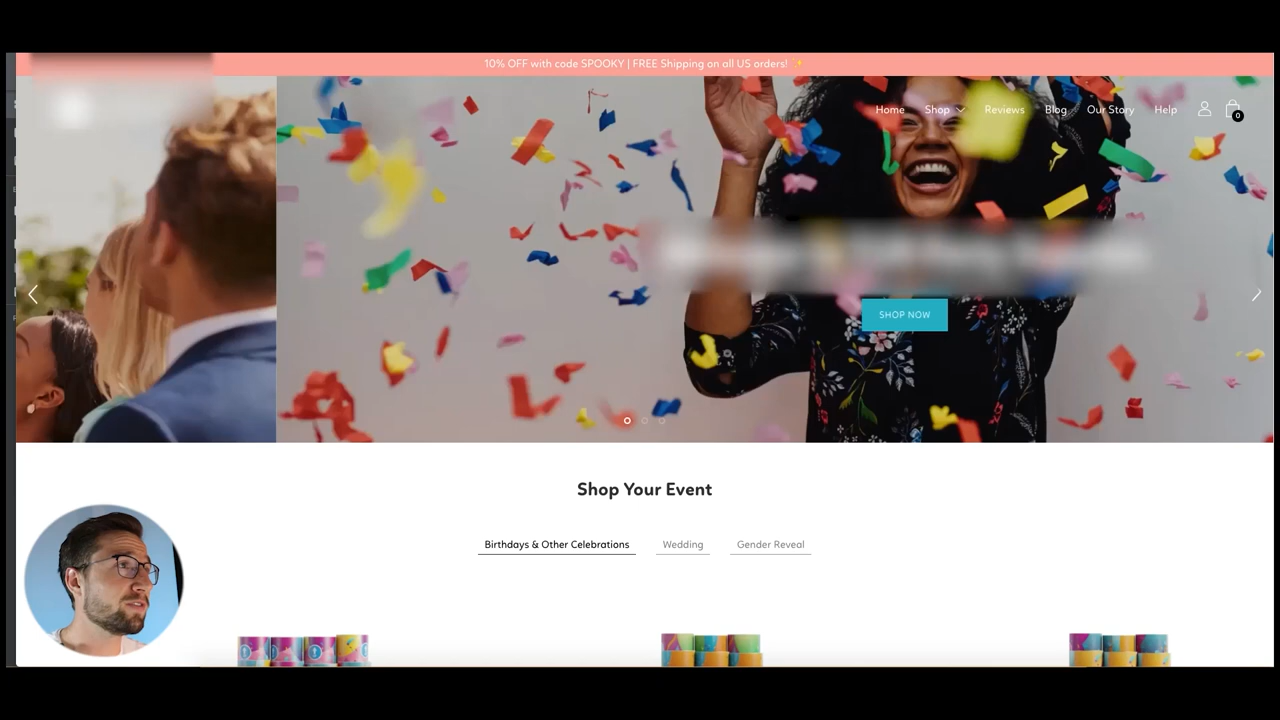 10% OFF with code SPOOKY | FREE Shipping on all US orders! ✨
Home Shop Reviews Blog Our Story Help
0
SHOP NOW
Shop Your Event
Birthdays & Other Celebrations Wedding Gender Reveal